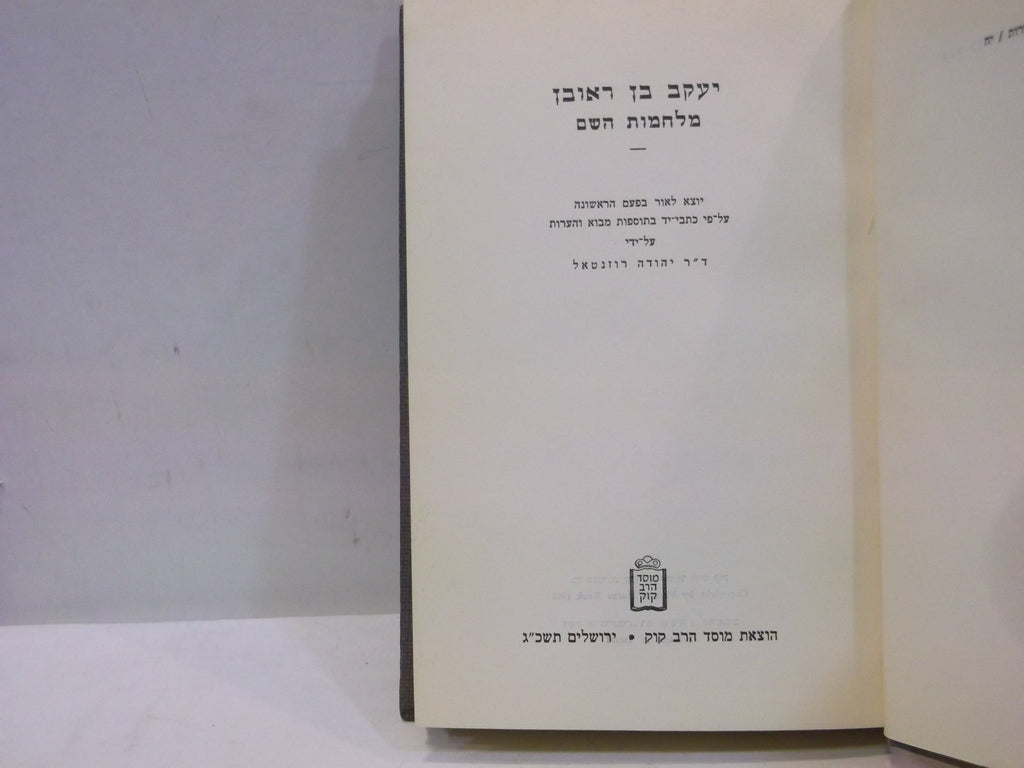 יעקב בן ראובן
מלחמות השם
יוצא לאור בפעם הראשונה
על־פי כתבי־יד בתוספות מבוא והערות
על־ידי
ד״ר יהודה רוזנטאל
מוסד
הרב
קוק
הוצאת מוסד הרב קוק • ירושלים תשכ״ג